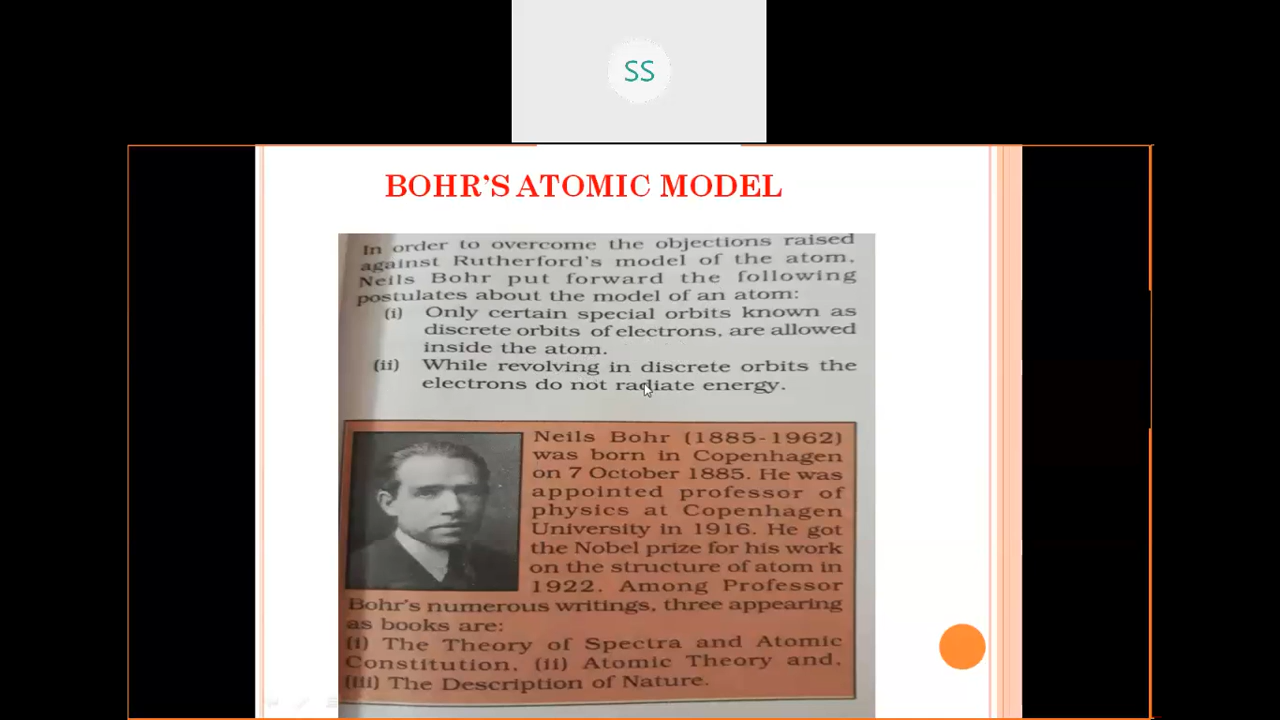 SS
BOHR'S ATOMIC MODEL
In order to overcome the objections raised
against Rutherford's model of the atom,
Neils Bohr put forward the following
postulates about the model of an atom:
(i) Only certain special orbits known as
discrete orbits of electrons, are allowed
inside the atom.
(ii) While revolving in discrete orbits the
electrons do not radiate energy.
Neils Bohr (1885-1962)
was born in Copenhagen
on 7 October 1885. He was
appointed professor of
physics at Copenhagen
University in 1916. He got
the Nobel prize for his work
on the structure of atom in
1922. Among Professor
Bohr's numerous writings, three appearing
as books are:
(i) The Theory of Spectra and Atomic
Constitution, (ii) Atomic Theory and,
(iii) The Description of Nature.